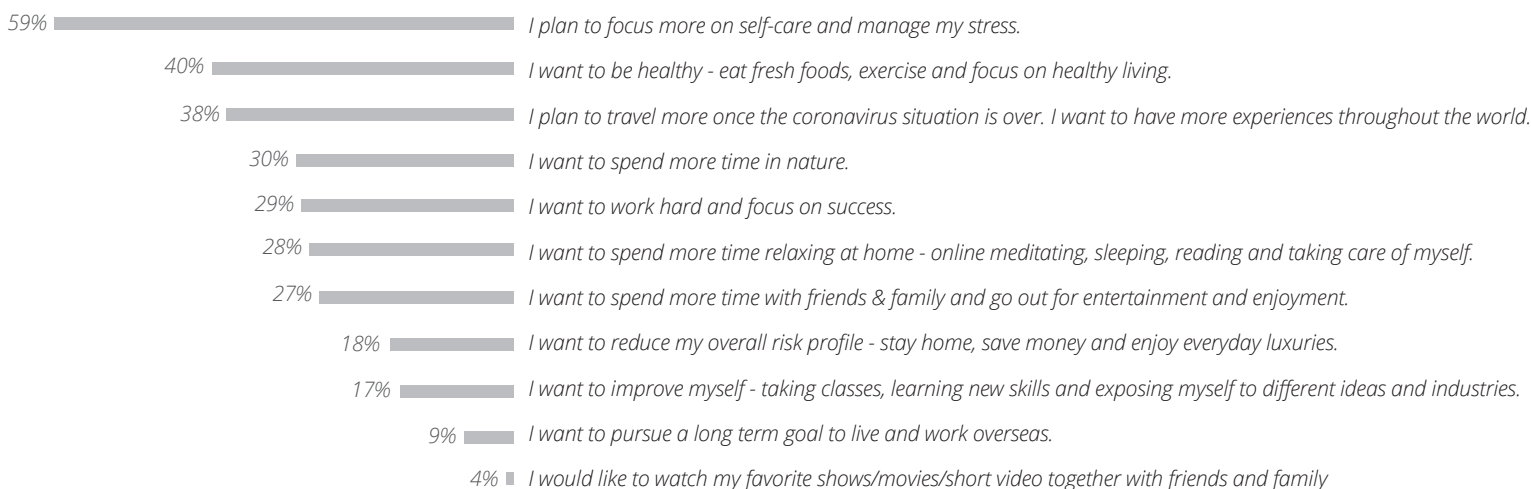 59% I plan to focus more on self-care and manage my stress.
40% I want to be healthy - eat fresh foods, exercise and focus on healthy living.
38% I plan to travel more once the coronavirus situation is over. I want to have more experiences throughout the world.
30% I want to spend more time in nature.
29% I want to work hard and focus on success.
28% I want to spend more time relaxing at home - online meditating, sleeping, reading and taking care of myself.
27% I want to spend more time with friends & family and go out for entertainment and enjoyment.
18% I want to reduce my overall risk profile - stay home, save money and enjoy everyday luxuries.
17% I want to improve myself - taking classes, learning new skills and exposing myself to different ideas and industries.
9% I want to pursue a long term goal to live and work overseas.
4% I would like to watch my favorite shows/movies/short video together with friends and family